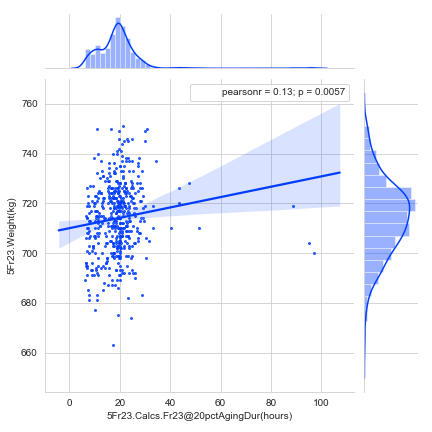 pearsonr = 0.13; p = 0.0057
760
740
720
700
680
660
5Fr23.Weight(kg)
0 20 40 60 80 100
5Fr23.Calcs.Fr23@20pctAgingDur(hours)